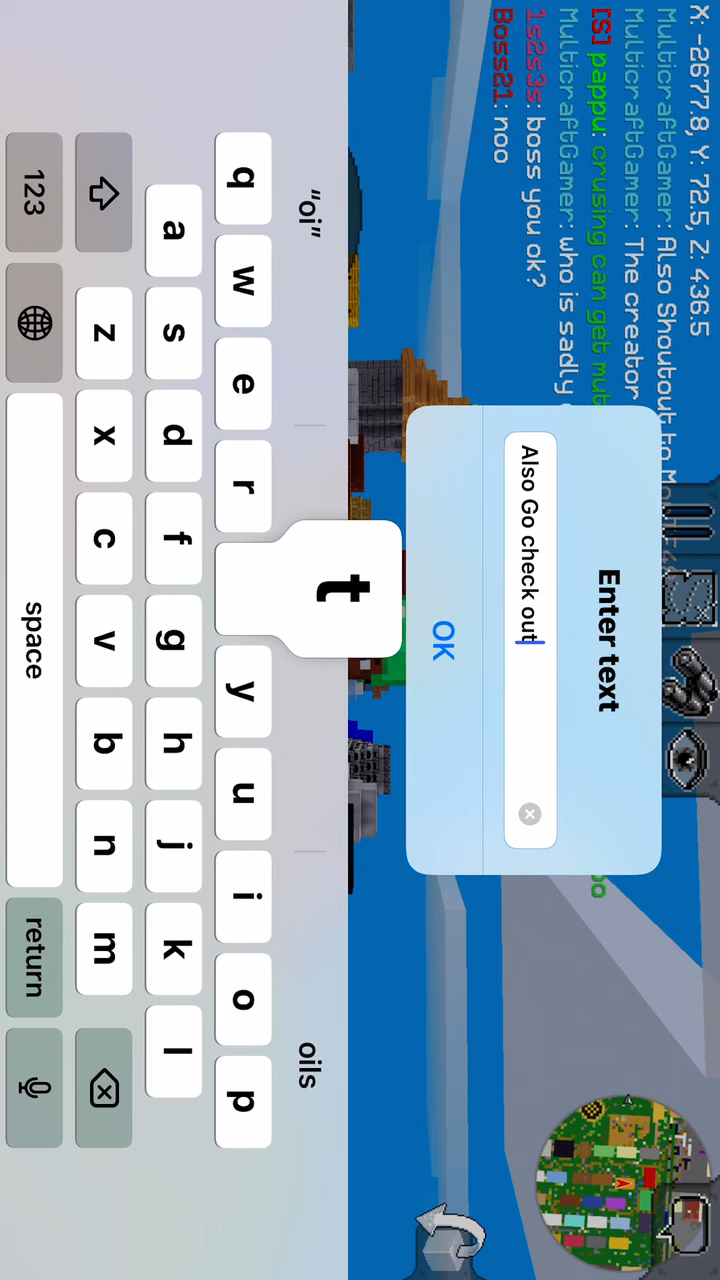 X: -2677.8, Y: 72.5, Z: 436.5
MulticraftGamer: Also Shoutout to
MulticraftGamer: The creator
[S] pappu: crusing can get mut
MulticraftGamer: who is sadly
1s2s3s: boss you ok?
Boss21: noo
Enter text
Also Go check out
OK
"oi"
oils
q w e r t y u i o p
a s d f g h j k l
z x c v b n m
123 space return